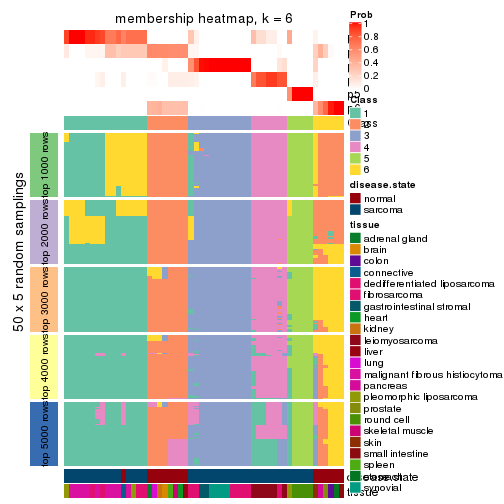 membership heatmap, k = 6
Prob
1
0.8
0.6
0.4
0.2
0
Class
1
2
3
4
5
6
disease.state
normal
sarcoma
tissue
adrenal gland
brain
colon
connective
dedifferentiated liposarcoma
fibrosarcoma
gastrointestinal stromal
heart
kidney
leiomyosarcoma
liver
lung
malignant fibrous histiocytoma
pancreas
pleomorphic liposarcoma
prostate
round cell
skeletal muscle
skin
small intestine
spleen
synovial
disease.state
tissue
50 x 5 random samplings
top 1000 rows
top 2000 rows
top 3000 rows
top 4000 rows
top 5000 rows